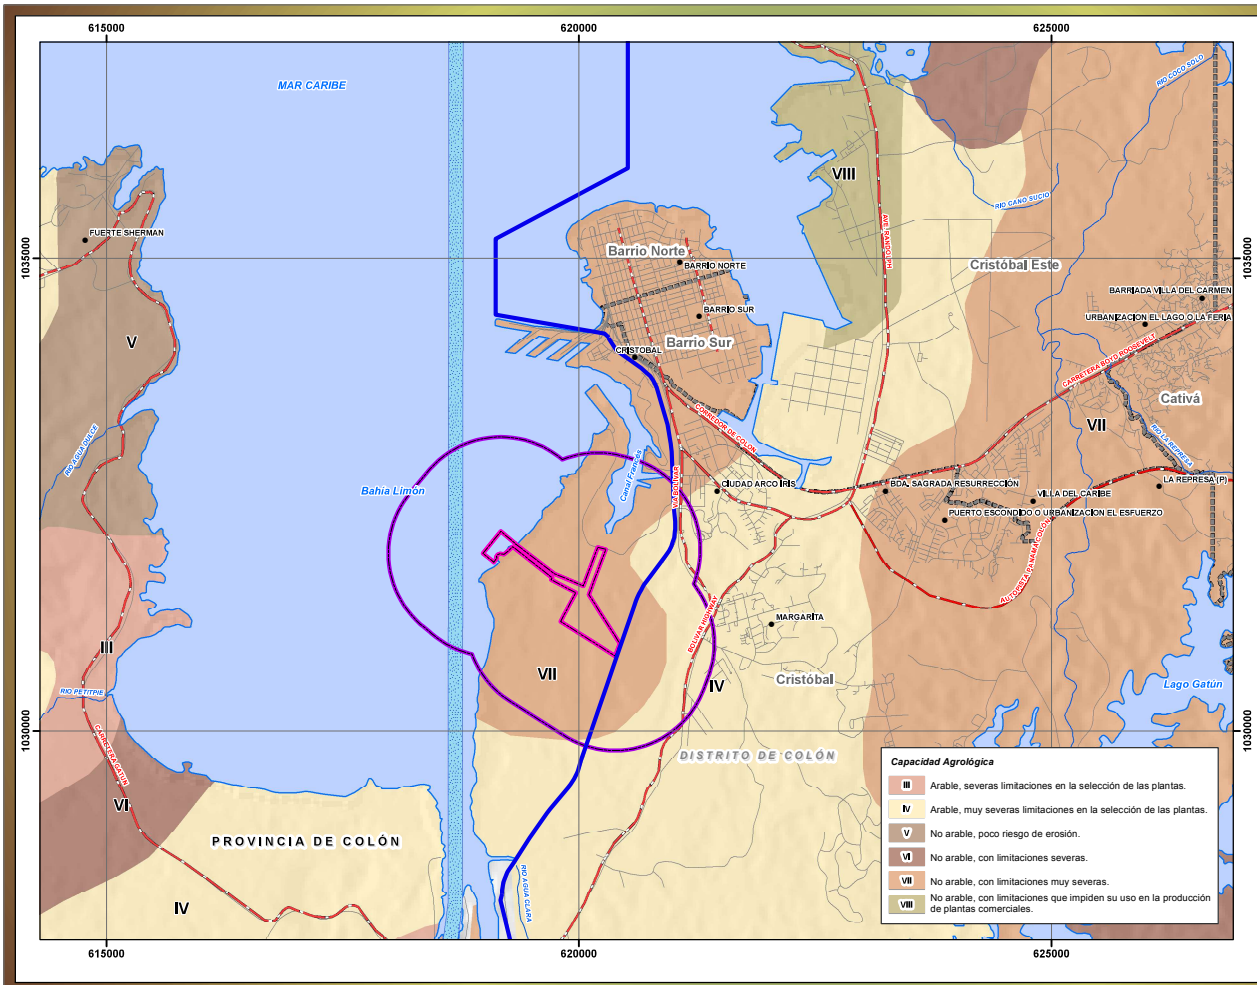 615000
620000
625000
MAR CARIBE
RIO COCO SOLO
VIII
RIO CANO SUCIO
FUERTE SHERMAN
1035000
1035000
Barrio Norte
BARRIO NORTE
AVE. RANDOLPH
Cristóbal Este
BARRIADA VILLA DEL CARMEN
URBANIZACION EL LAGO O LA FERIA
BARRIO SUR
Barrio Sur
CRISTOBAL
V
CARRETERA BOYD ROOSEVELT
Cativá
CORREDOR DE COLON
VII
RIO AGUA DULCE
RIO LA REPRESA
Bahía Limón
Canal Francés
VIA BOLIVAR
CIUDAD ARCO IRIS
BDA. SAGRADA RESURRECCIÓN
LA REPRESA (P)
VILLA DEL CARIBE
PUERTO ESCONDIDO O URBANIZACION EL ESFUERZO
AUTOPISTA PANAMA COLON
BOLIVAR HIGHWAY
MARGARITA
III
VII
IV
Cristóbal
RIO PETITPIE
Lago Gatún
1030000
1030000
CARRETERA GATUN
DISTRITO DE COLÓN
VI
PROVINCIA DE COLÓN
IV
RIO AGUA CLARA
Capacidad Agrológica
III Arable, severas limitaciones en la selección de las plantas.
IV Arable, muy severas limitaciones en la selección de las plantas.
V No arable, poco riesgo de erosión.
VI No arable, con limitaciones severas.
VII No arable, con limitaciones muy severas.
VIII No arable, con limitaciones que impiden su uso en la producción
de plantas comerciales.
615000
620000
625000